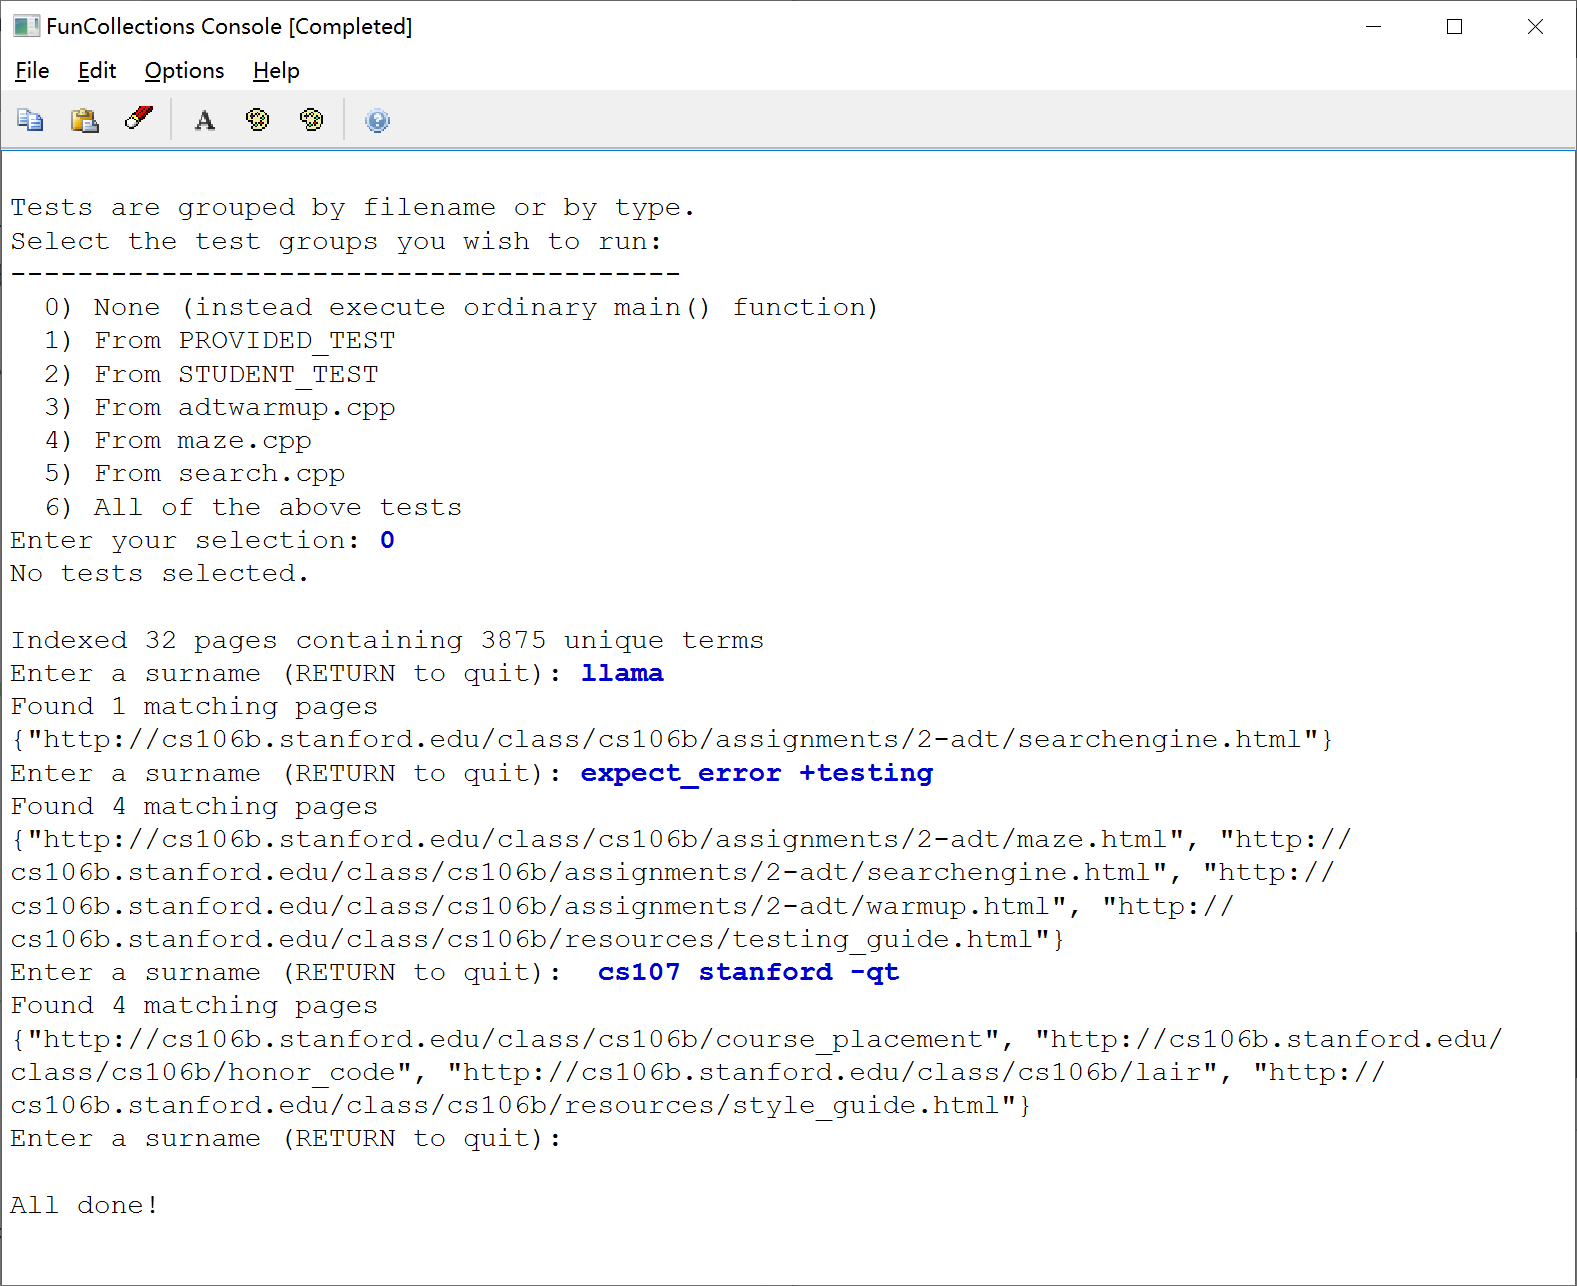 FunCollections Console [Completed]
File Edit Options Help
A
Tests are grouped by filename or by type.
Select the test groups you wish to run:
----------------------------------------
  0) None (instead execute ordinary main() function)
  1) From PROVIDED_TEST
  2) From STUDENT_TEST
  3) From adtwarmup.cpp
  4) From maze.cpp
  5) From search.cpp
  6) All of the above tests
Enter your selection: 0
No tests selected.
Indexed 32 pages containing 3875 unique terms
Enter a surname (RETURN to quit): llama
Found 1 matching pages
{"http://cs106b.stanford.edu/class/cs106b/assignments/2-adt/searchengine.html"}
Enter a surname (RETURN to quit): expect_error +testing
Found 4 matching pages
{"http://cs106b.stanford.edu/class/cs106b/assignments/2-adt/maze.html", "http://
cs106b.stanford.edu/class/cs106b/assignments/2-adt/searchengine.html", "http://
cs106b.stanford.edu/class/cs106b/assignments/2-adt/warmup.html", "http://
cs106b.stanford.edu/class/cs106b/resources/testing_guide.html"}
Enter a surname (RETURN to quit):  cs107 stanford -qt
Found 4 matching pages
{"http://cs106b.stanford.edu/class/cs106b/course_placement", "http://cs106b.stanford.edu/
class/cs106b/honor_code", "http://cs106b.stanford.edu/class/cs106b/lair", "http://
cs106b.stanford.edu/class/cs106b/resources/style_guide.html"}
Enter a surname (RETURN to quit):
All done!